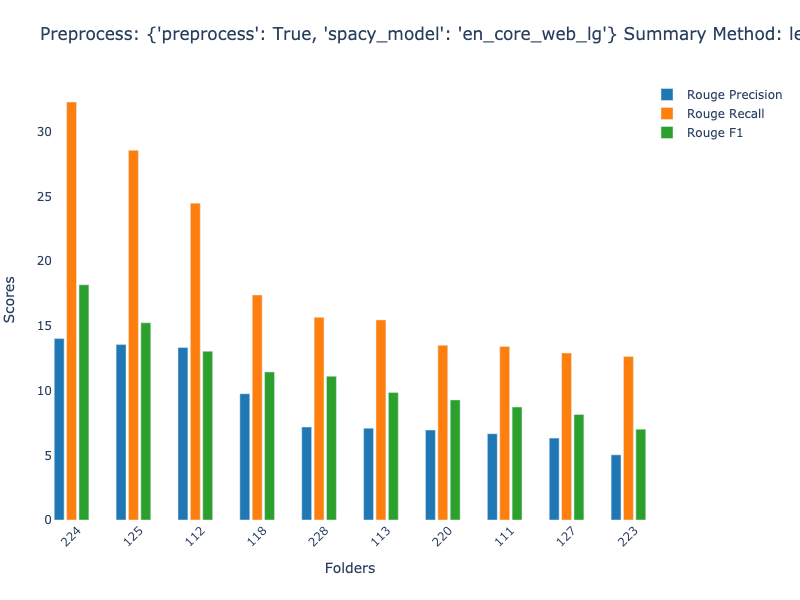 Preprocess: {'preprocess': True, 'spacy_model': 'en_core_web_lg'} Summary Method: le
Rouge Precision
Rouge Recall
Rouge F1
Scores
30
25
20
15
10
5
0
224 125 112 118 228 113 220 111 127 223
Folders